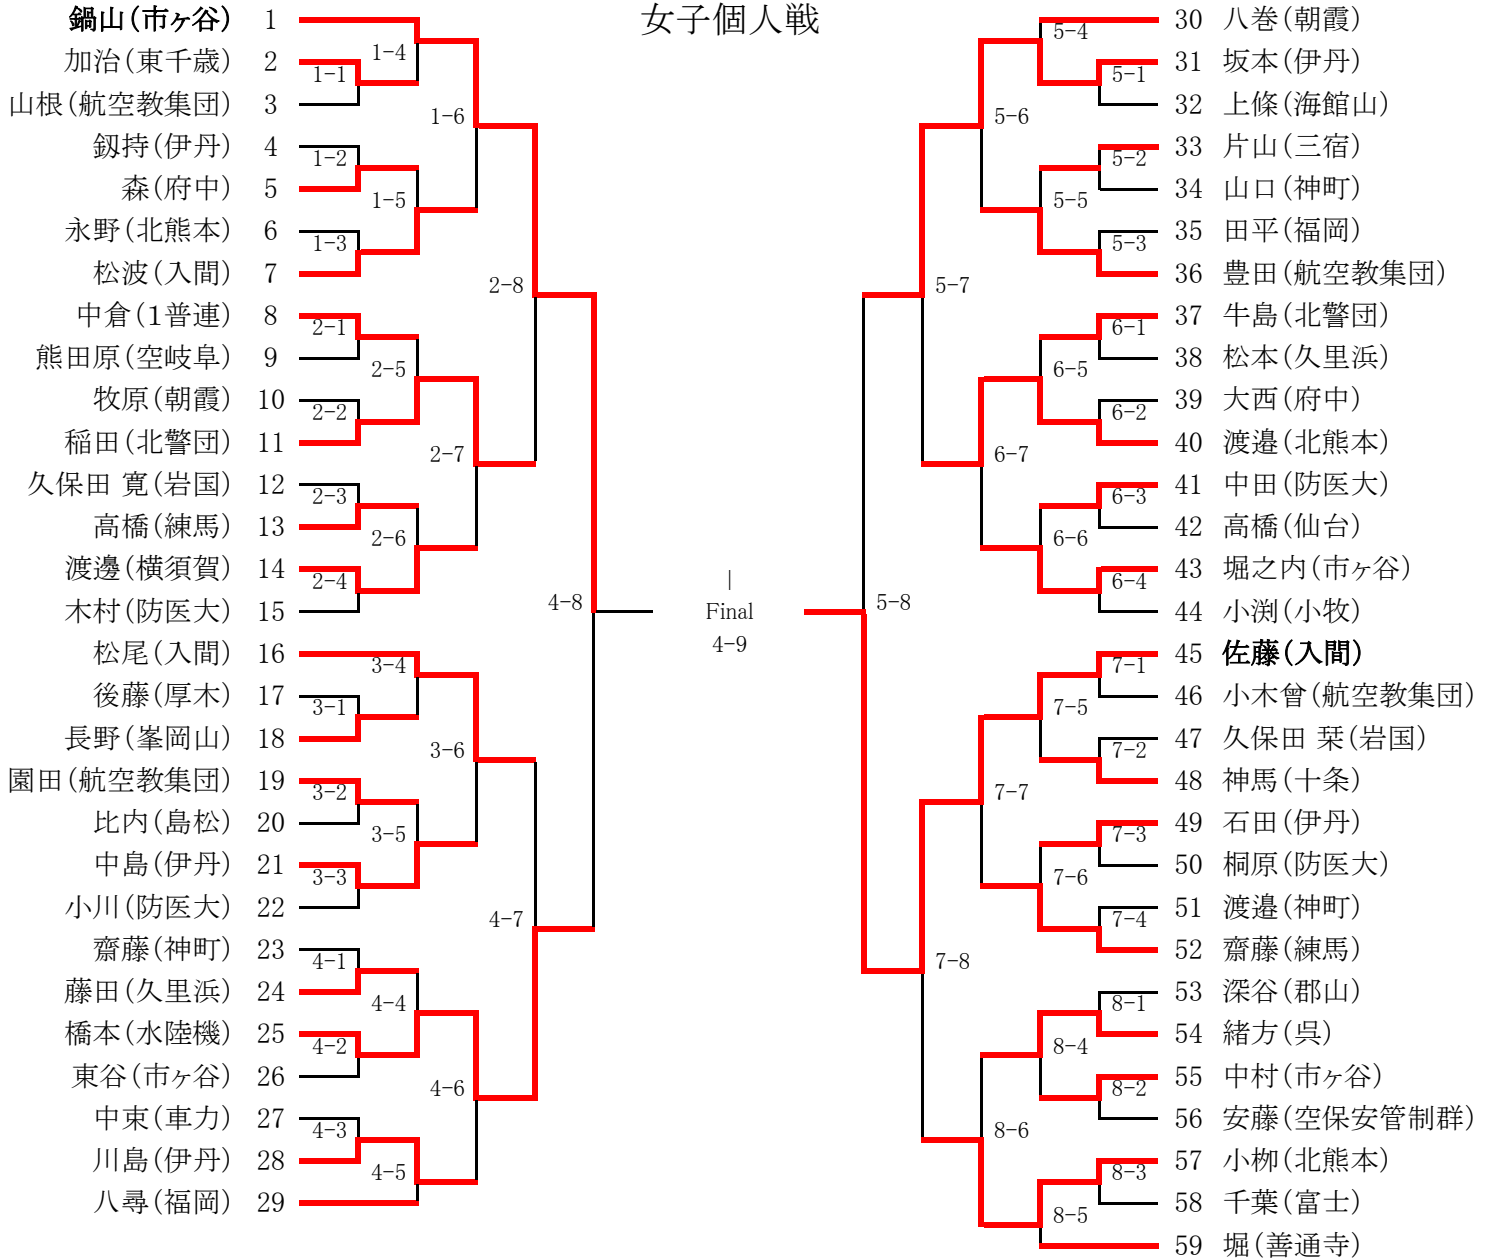 女子個人戦
鍋山(市ヶ谷) 1
加治(東千歳) 2
山根(航空教集団) 3
釼持(伊丹) 4
森(府中) 5
永野(北熊本) 6
松波(入間) 7
中倉(1普連) 8
熊田原(空岐阜) 9
牧原(朝霞) 10
稲田(北警団) 11
久保田 寛(岩国) 12
高橋(練馬) 13
渡邊(横須賀) 14
木村(防医大) 15
松尾(入間) 16
後藤(厚木) 17
長野(峯岡山) 18
園田(航空教集団) 19
比内(島松) 20
中島(伊丹) 21
小川(防医大) 22
齋藤(神町) 23
藤田(久里浜) 24
橋本(水陸機) 25
東谷(市ヶ谷) 26
中東(車力) 27
川島(伊丹) 28
八尋(福岡) 29
1-1
1-2
1-3
2-1
2-2
2-3
2-4
3-1
3-2
3-3
4-1
4-2
4-3
1-4
1-5
2-5
2-6
3-4
3-5
4-4
4-5
1-6
2-7
3-6
4-6
2-8
4-7
4-8
|
Final
4-9
5-8
5-7
7-8
5-6
6-7
7-7
8-6
5-4
5-5
6-5
6-6
7-5
7-6
8-4
8-5
5-1
5-2
5-3
6-1
6-2
6-3
6-4
7-1
7-2
7-3
7-4
8-1
8-2
8-3
30 八巻(朝霞)
31 坂本(伊丹)
32 上條(海館山)
33 片山(三宿)
34 山口(神町)
35 田平(福岡)
36 豊田(航空教集団)
37 牛島(北警団)
38 松本(久里浜)
39 大西(府中)
40 渡邉(北熊本)
41 中田(防医大)
42 高橋(仙台)
43 堀之内(市ヶ谷)
44 小渕(小牧)
45 佐藤(入間)
46 小木曾(航空教集団)
47 久保田 栞(岩国)
48 神馬(十条)
49 石田(伊丹)
50 桐原(防医大)
51 渡邉(神町)
52 齋藤(練馬)
53 深谷(郡山)
54 緒方(呉)
55 中村(市ヶ谷)
56 安藤(空保安管制群)
57 小栁(北熊本)
58 千葉(富士)
59 堀(善通寺)